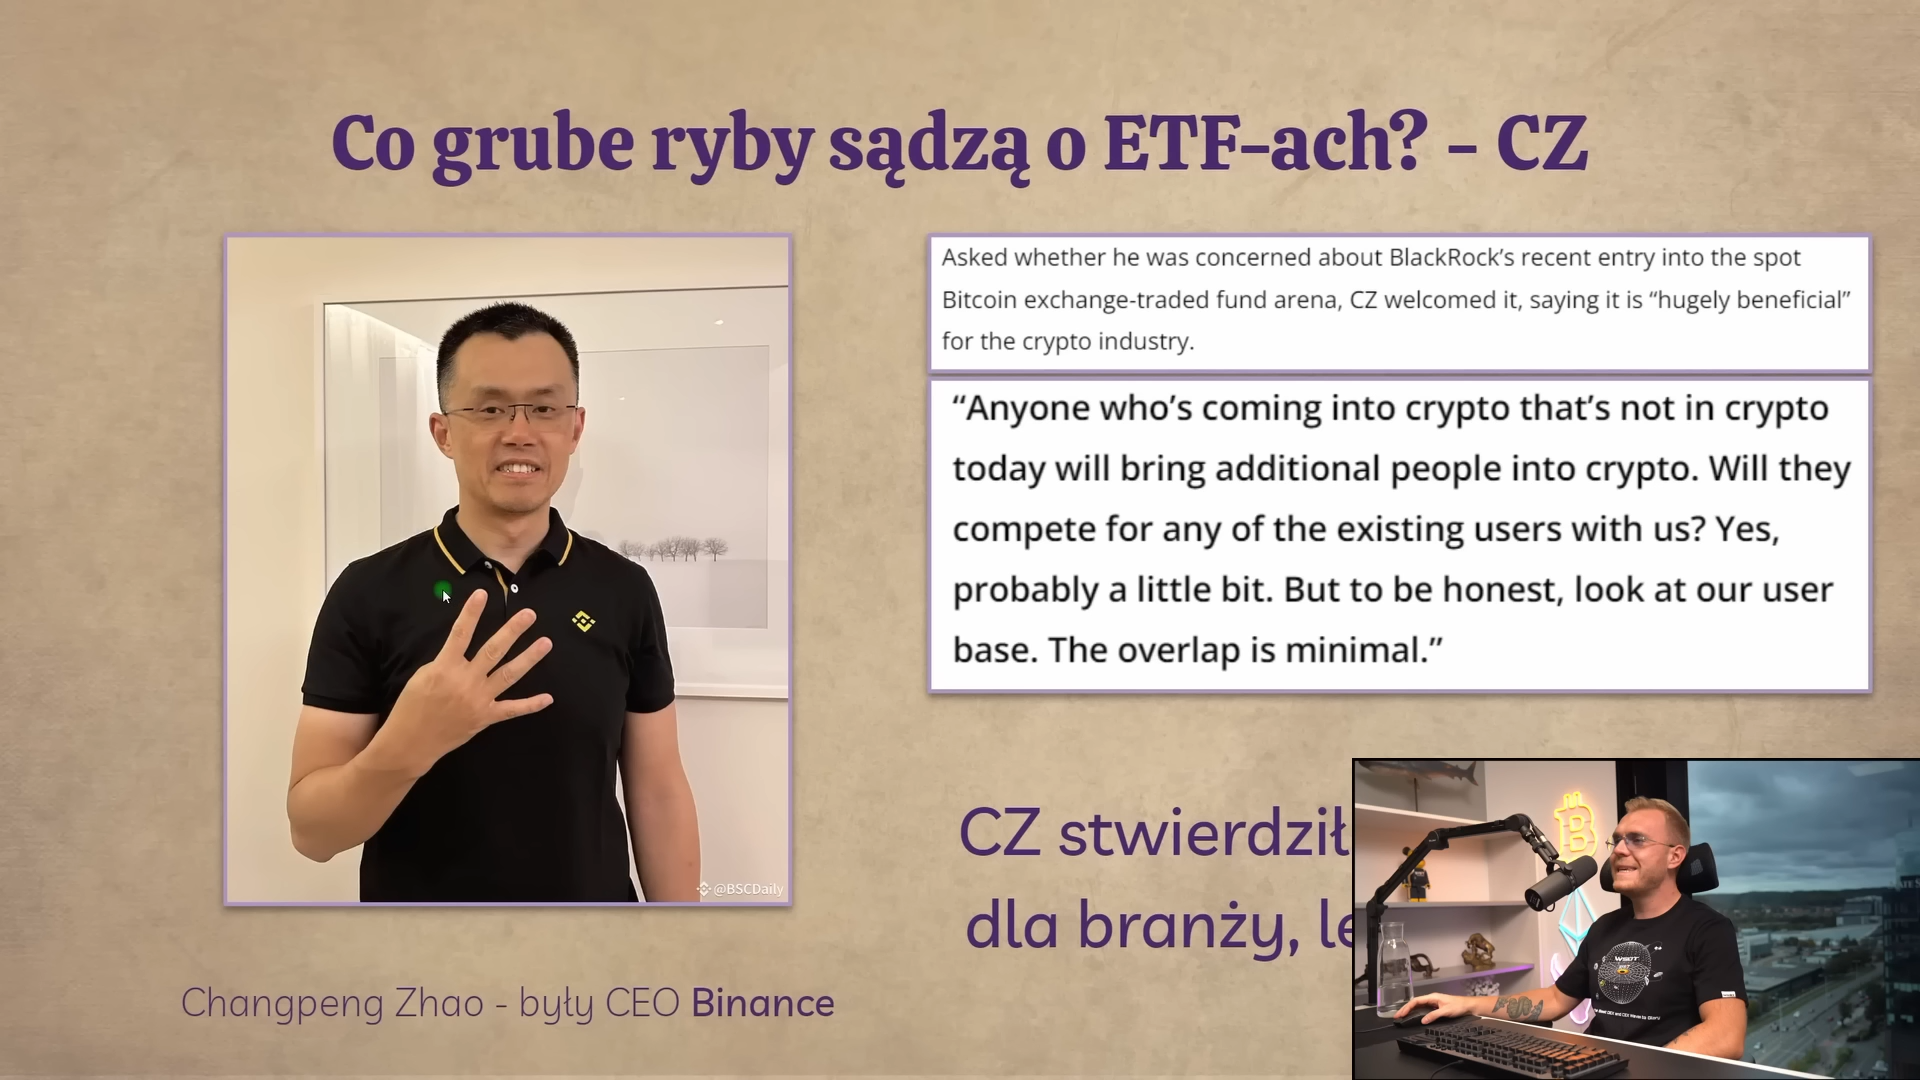 Co grube ryby sądzą o ETF-ach? - CZ
Asked whether he was concerned about BlackRock’s recent entry into the spot
Bitcoin exchange-traded fund arena, CZ welcomed it, saying it is “hugely beneficial”
for the crypto industry.
“Anyone who’s coming into crypto that’s not in crypto
today will bring additional people into crypto. Will they
compete for any of the existing users with us? Yes,
probably a little bit. But to be honest, look at our user
base. The overlap is minimal.”
@BSCDaily
CZ stwierdził
dla branży,
Changpeng Zhao - były CEO Binance